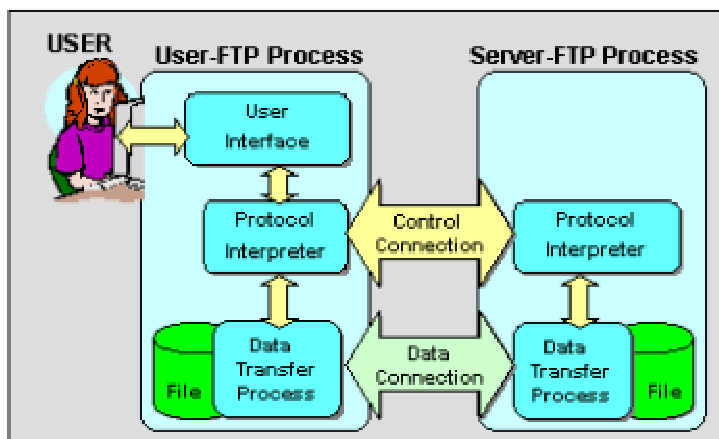 USER
User-FTP Process
Server-FTP Process
User
Interface
Protocol
Interpreter
Control
Connection
Protocol
Interpreter
Data
Transfer
Process
File
Data
Connection
Data
Transfer
Process
File